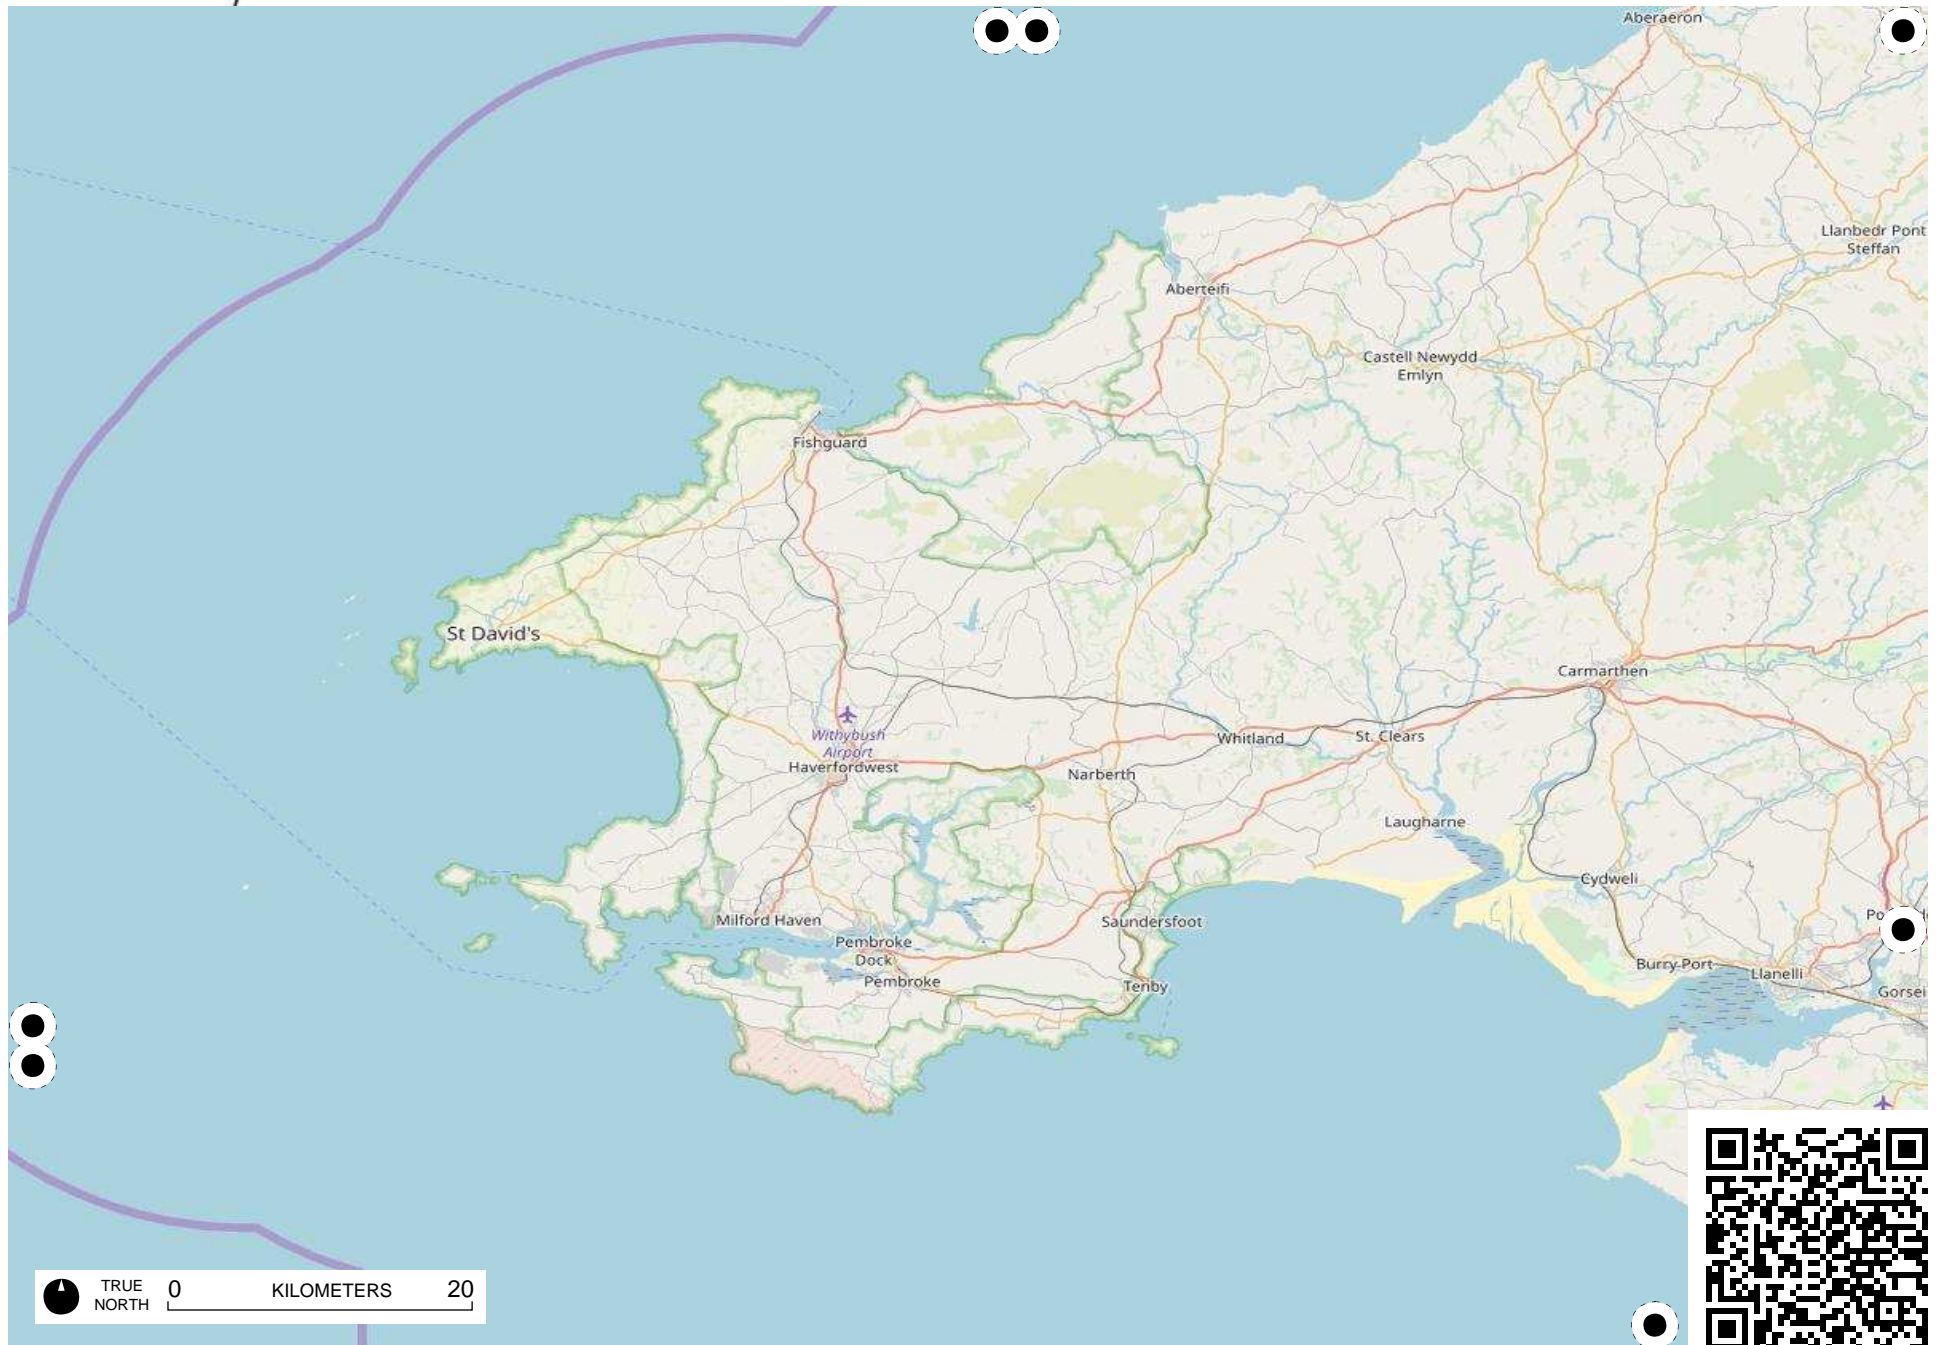 Aberaeron
Llanbedr Pont
Steffan
Aberteifi
Castell Newydd
Emlyn
Fishguard
St David's
Carmarthen
Withybush
Airport
Haverfordwest
Whitland
St. Clears
Narberth
Laugharne
Cydweli
Milford Haven
Saundersfoot
Pembroke
Dock
Pembroke
Tenby
Burry Port
Llanelli
Gorsei
TRUE
NORTH
0
KILOMETERS
20